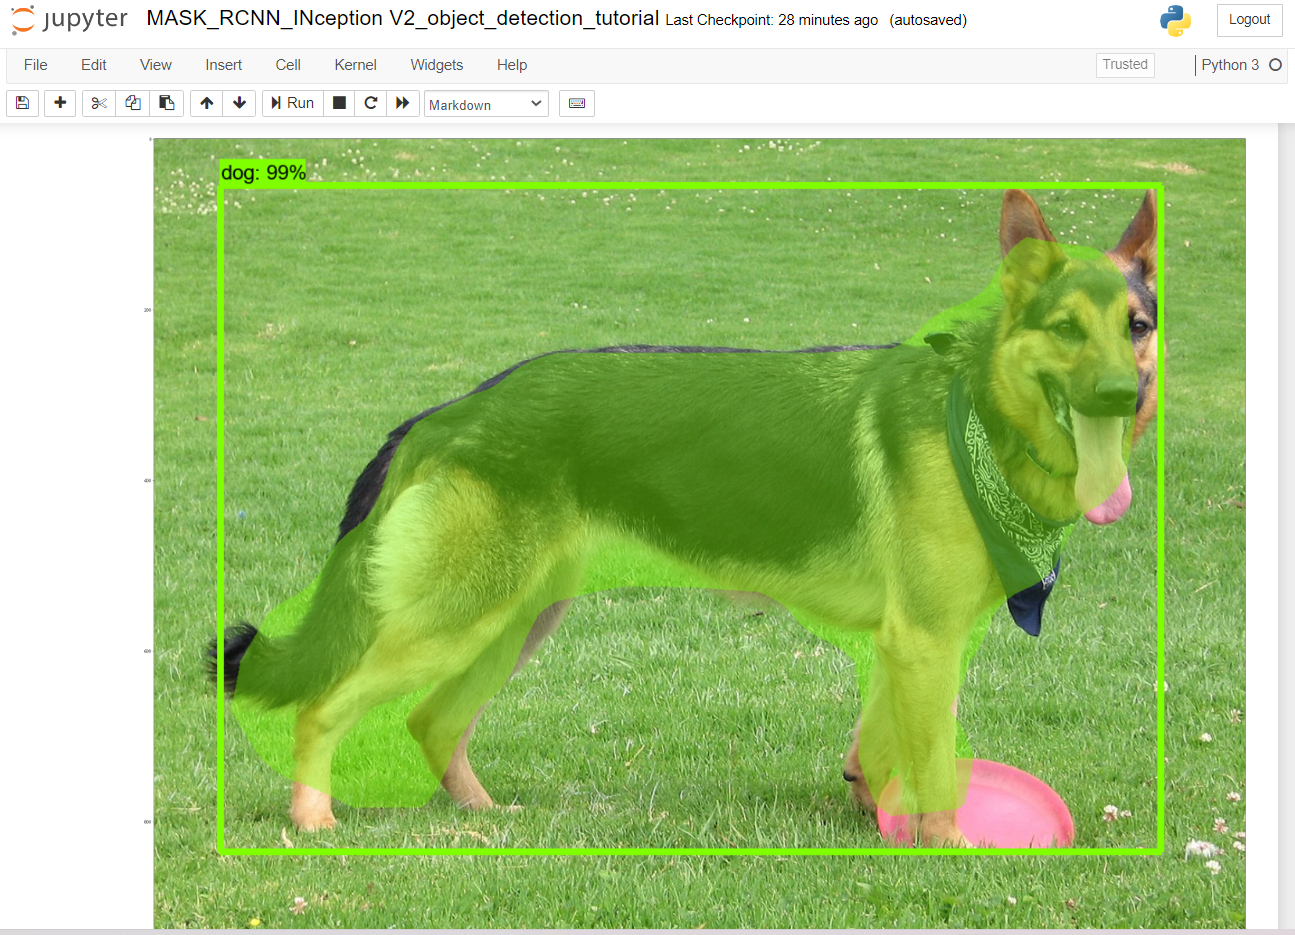 jupyter MASK_RCNN_INception V2_object_detection_tutorial Last Checkpoint: 28 minutes ago (autosaved) Logout
File Edit View Insert Cell Kernel Widgets Help Trusted Python 3
Run Markdown
0
dog: 99%
200
400
600
800